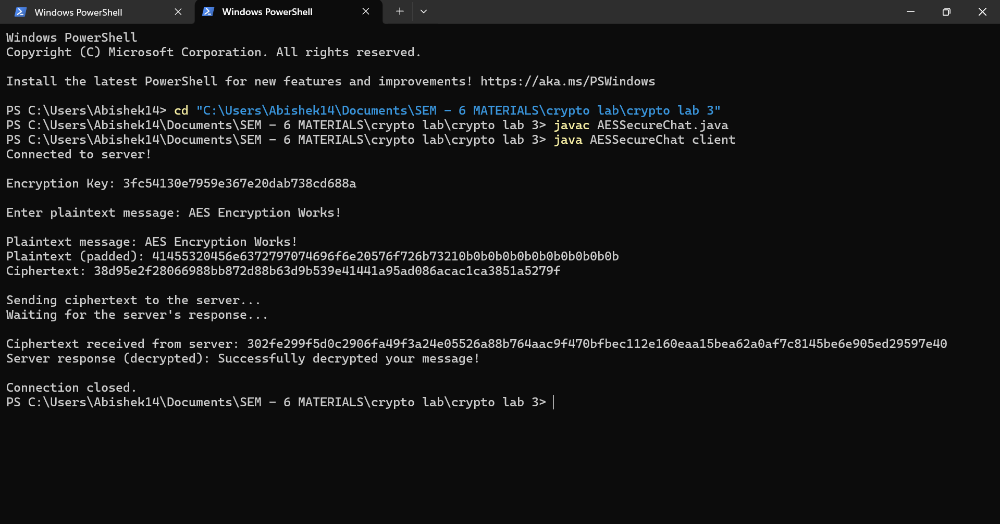 Windows PowerShell
Windows PowerShell
Windows PowerShell
Copyright (C) Microsoft Corporation. All rights reserved.
Install the latest PowerShell for new features and improvements! https://aka.ms/PSWindows
PS C:\Users\Abishek14> cd "C:\Users\Abishek14\Documents\SEM - 6 MATERIALS\crypto lab\crypto lab 3"
PS C:\Users\Abishek14\Documents\SEM - 6 MATERIALS\crypto lab\crypto lab 3> javac AESSecureChat.java
PS C:\Users\Abishek14\Documents\SEM - 6 MATERIALS\crypto lab\crypto lab 3> java AESSecureChat client
Connected to server!
Encryption Key: 3fc54130e7959e367e20dab738cd688a
Enter plaintext message: AES Encryption Works!
Plaintext message: AES Encryption Works!
Plaintext (padded): 41455320456e6372797074696f6e20576f726b73210b0b0b0b0b0b0b0b0b0b0b
Ciphertext: 38d95e2f28066988bb872d88b63d9b539e41441a95ad086acac1ca3851a5279f
Sending ciphertext to the server...
Waiting for the server's response...
Ciphertext received from server: 302fe299f5d0c2906fa49f3a24e05526a88b764aac9f470bfbec112e160eaa15bea62a0af7c8145be6e905ed29597e40
Server response (decrypted): Successfully decrypted your message!
Connection closed.
PS C:\Users\Abishek14\Documents\SEM - 6 MATERIALS\crypto lab\crypto lab 3>